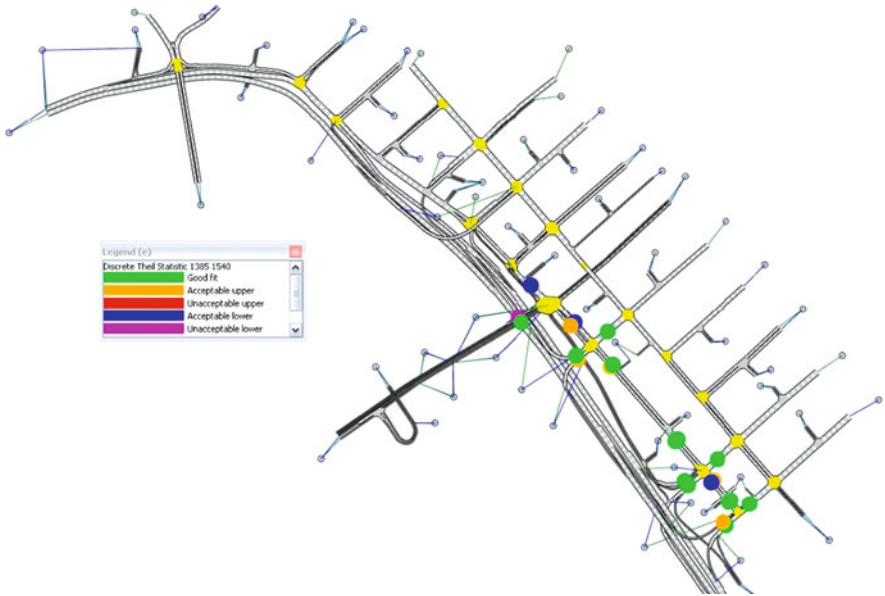 Legend (e)
Discrete Theil Statistic 1385 1540
Good fit
Acceptable upper
Unacceptable upper
Acceptable lower
Unacceptable lower